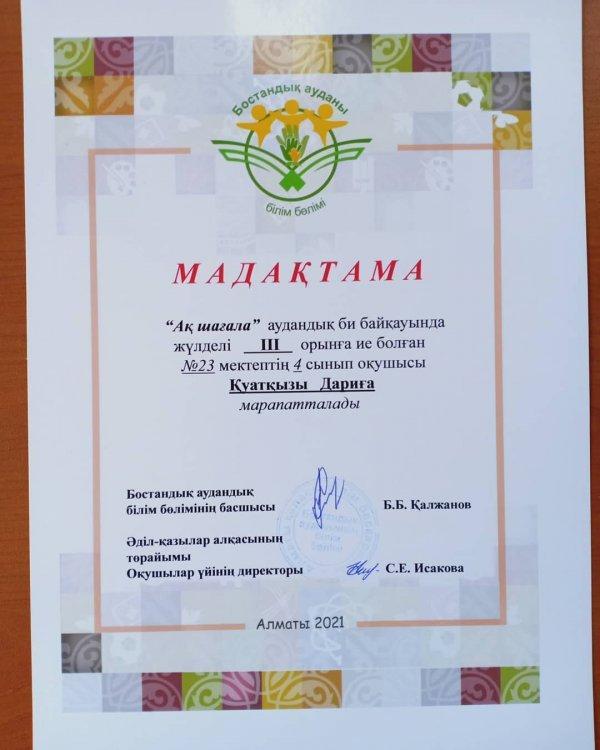 Бостандық ауданы
білім бөлімі
МАДАҚТАМА
“Ақ шағала” аудандық би байқауында
жүлделі III орынға ие болған
№23 мектептің 4 сынып оқушысы
Қуатқызы Дариға
марапатталады
Бостандық аудандық
білім бөлімінің басшысы Б.Б. Қалжанов
Әділ-қазылар алқасының
төрайымы
Оқушылар үйінің директоры С.Е. Исакова
Алматы 2021